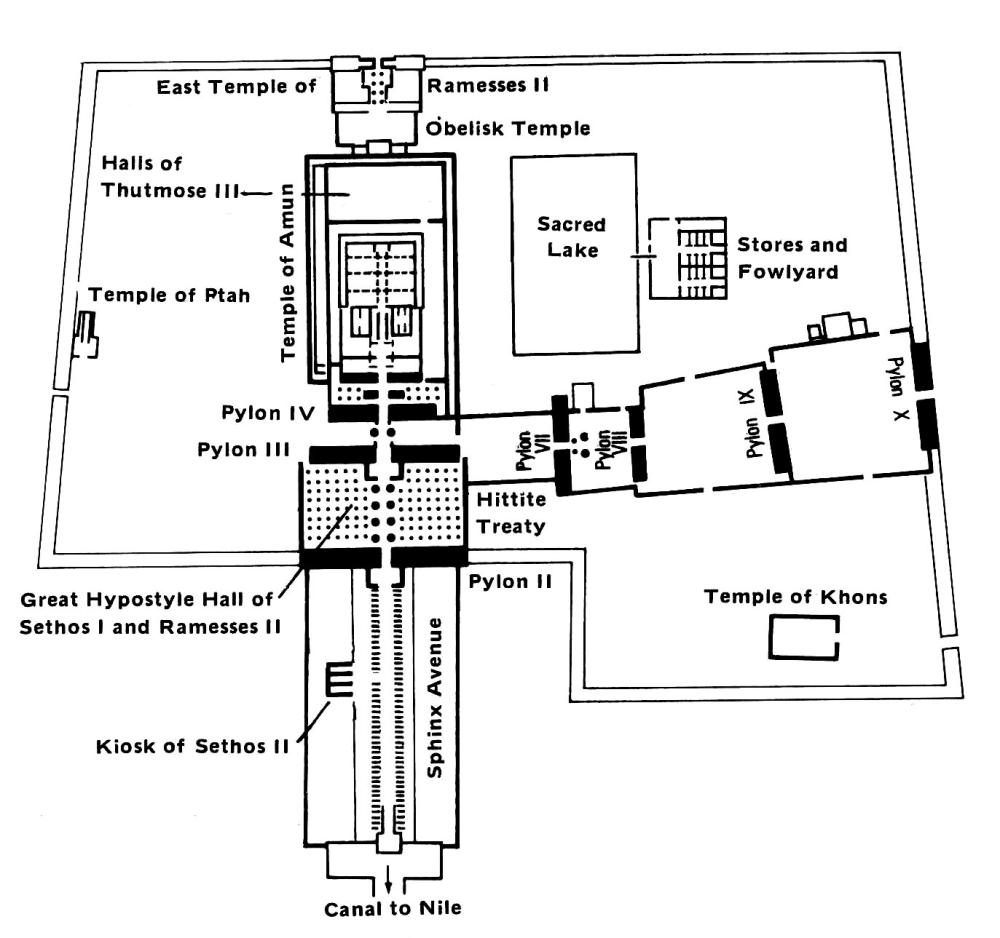 East Temple of
Ramesses II
Obelisk Temple
Halls of
Thutmose III
Temple of Amun
Sacred
Lake
Stores and
Fowlyard
Temple of Ptah
Pylon IV
Pylon III
Pylon
VII
Pylon
VIII
Pylon IX
Pylon X
Hittite
Treaty
Pylon II
Great Hypostyle Hall of
Sethos I and Ramesses II
Temple of Khons
Sphinx Avenue
Kiosk of Sethos II
Canal to Nile